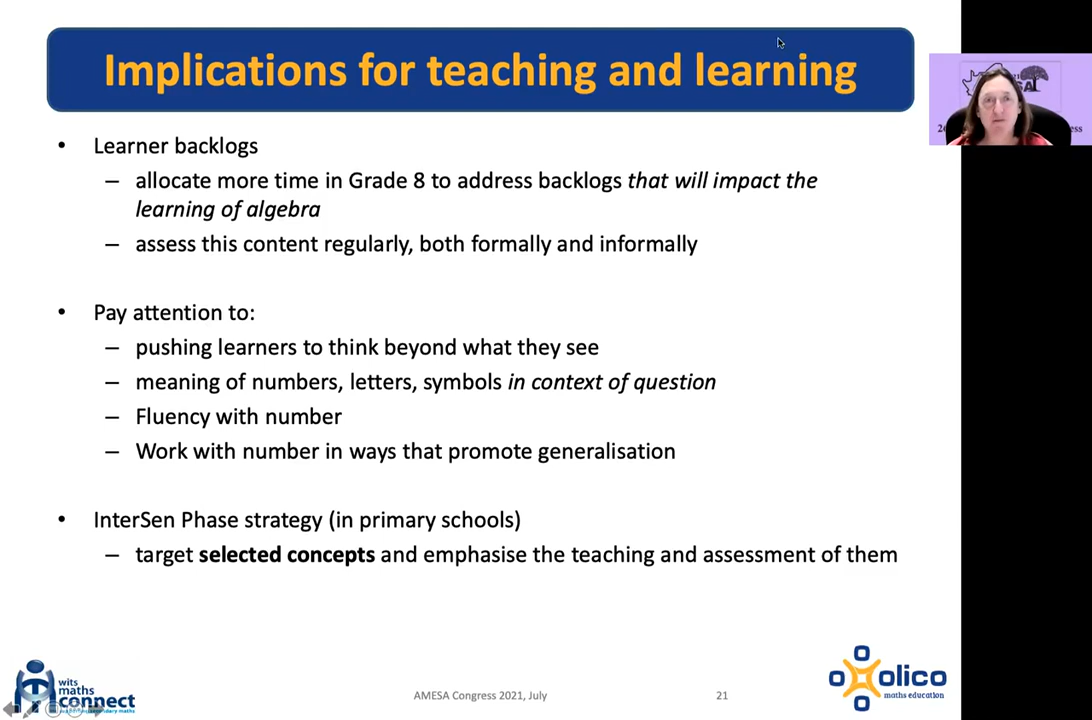 Implications for teaching and learning
• Learner backlogs
– allocate more time in Grade 8 to address backlogs that will impact the
learning of algebra
– assess this content regularly, both formally and informally
• Pay attention to:
– pushing learners to think beyond what they see
– meaning of numbers, letters, symbols in context of question
– Fluency with number
– Work with number in ways that promote generalisation
• InterSen Phase strategy (in primary schools)
– target selected concepts and emphasise the teaching and assessment of them
wits
maths
connect
AMESA Congress 2021, July
21
olico
maths education